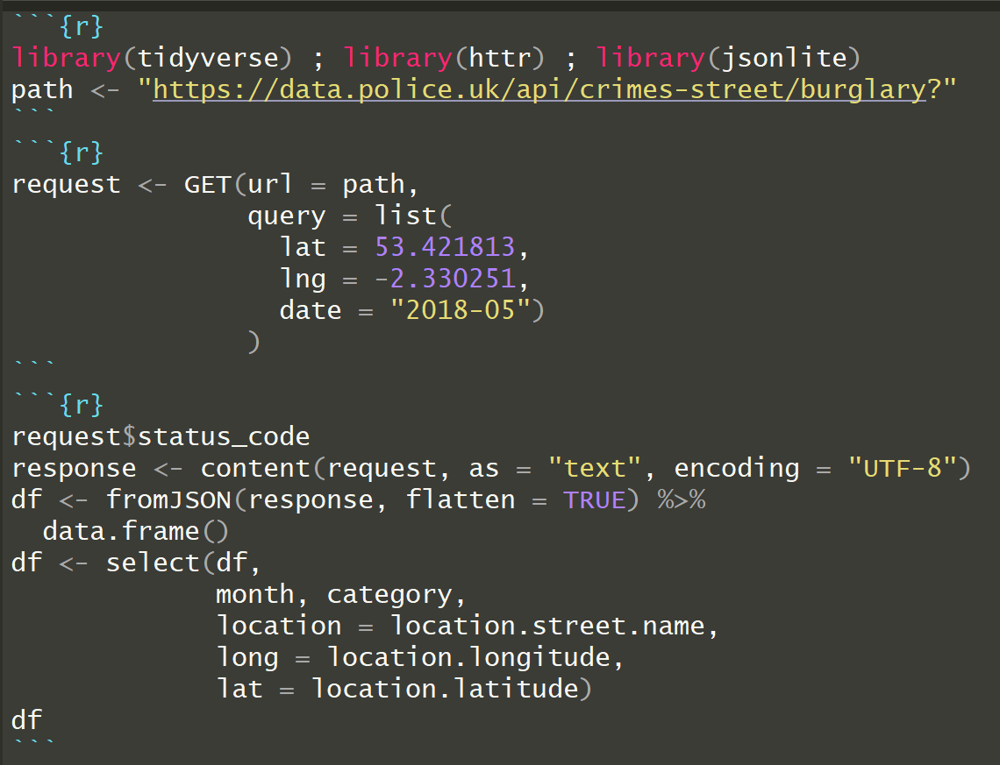 ```{r}
library(tidyverse) ; library(httr) ; library(jsonlite)
path <- "https://data.police.uk/api/crimes-street/burglary?"
```
```{r}
request <- GET(url = path,
               query = list(
                 lat = 53.421813,
                 lng = -2.330251,
                 date = "2018-05")
               )
```
```{r}
request$status_code
response <- content(request, as = "text", encoding = "UTF-8")
df <- fromJSON(response, flatten = TRUE) %>%
  data.frame()
df <- select(df,
             month, category,
             location = location.street.name,
             long = location.longitude,
             lat = location.latitude)
df
```